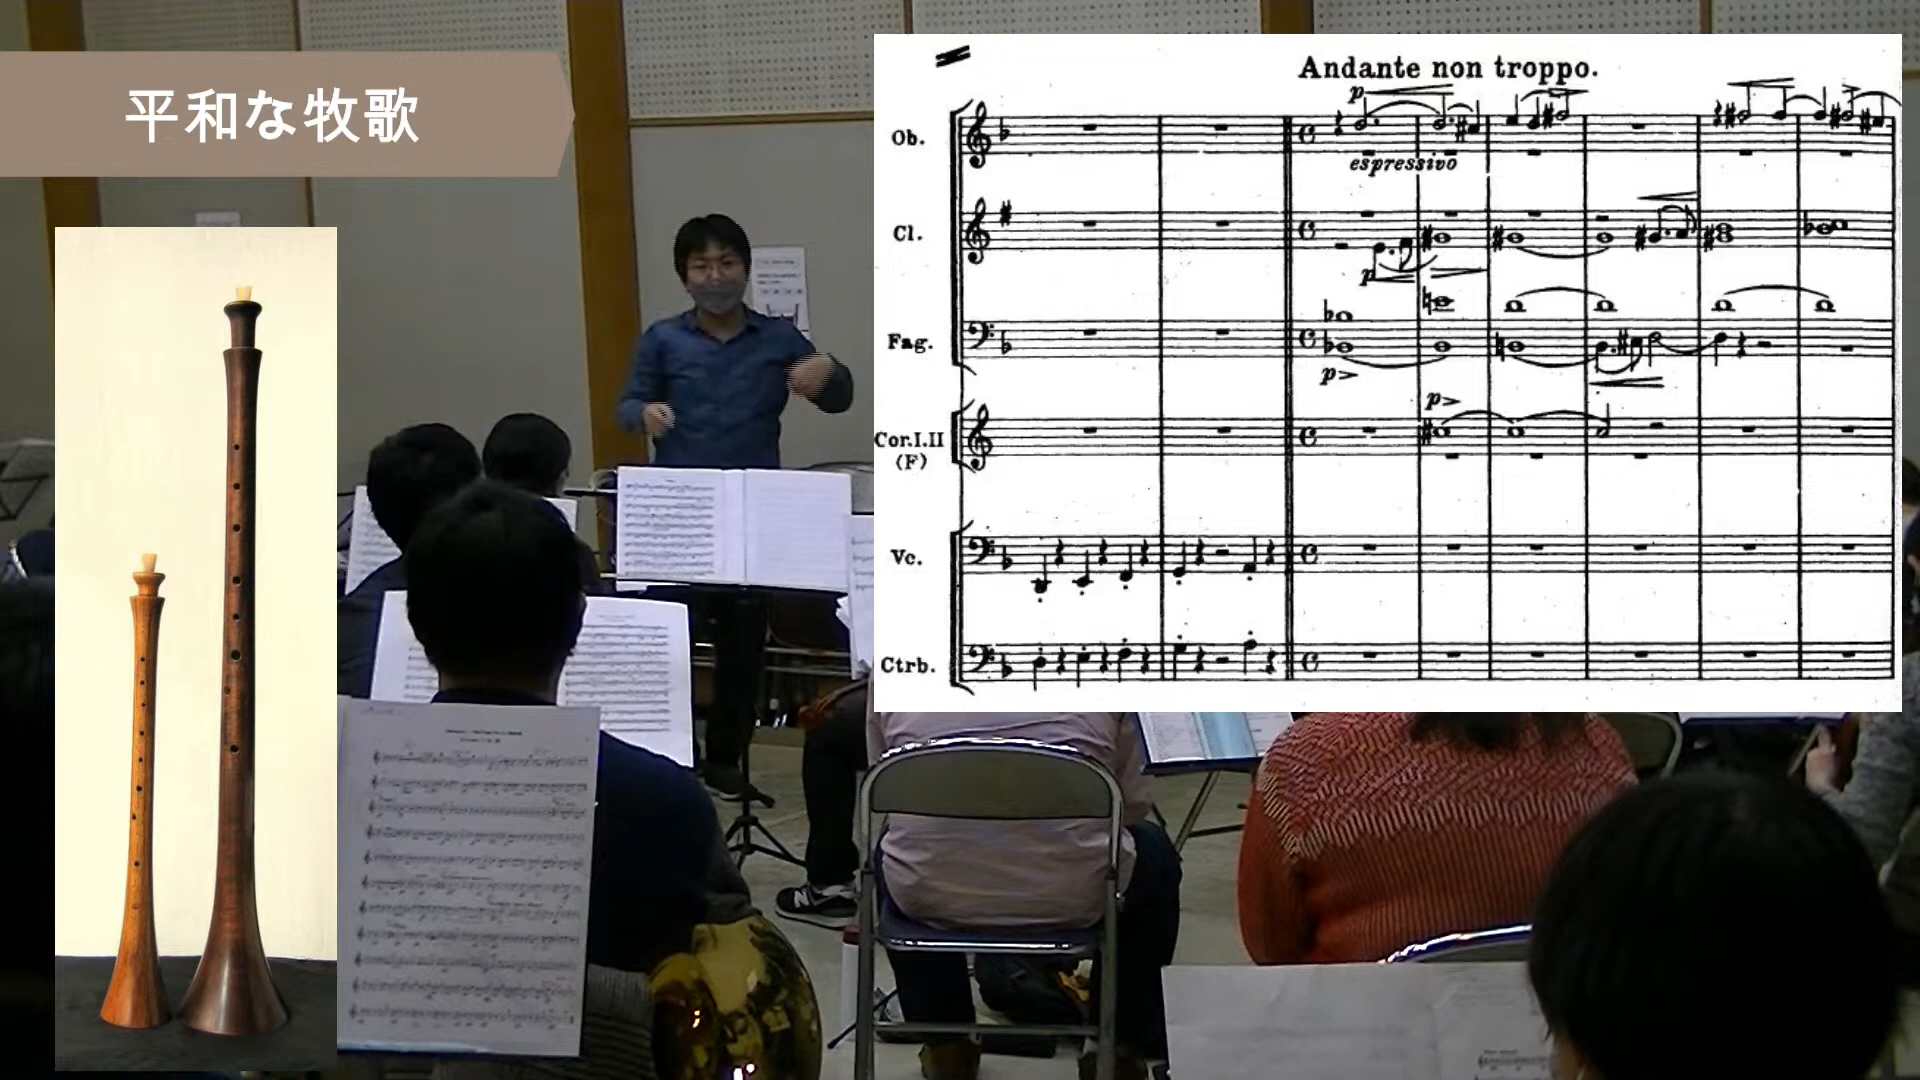 平和な牧歌
Andante non troppo.
p
Ob.
espressivo
Cl.
p
Fag.
p
p
Cor.I.II
(F)
Vc.
Ctrb.